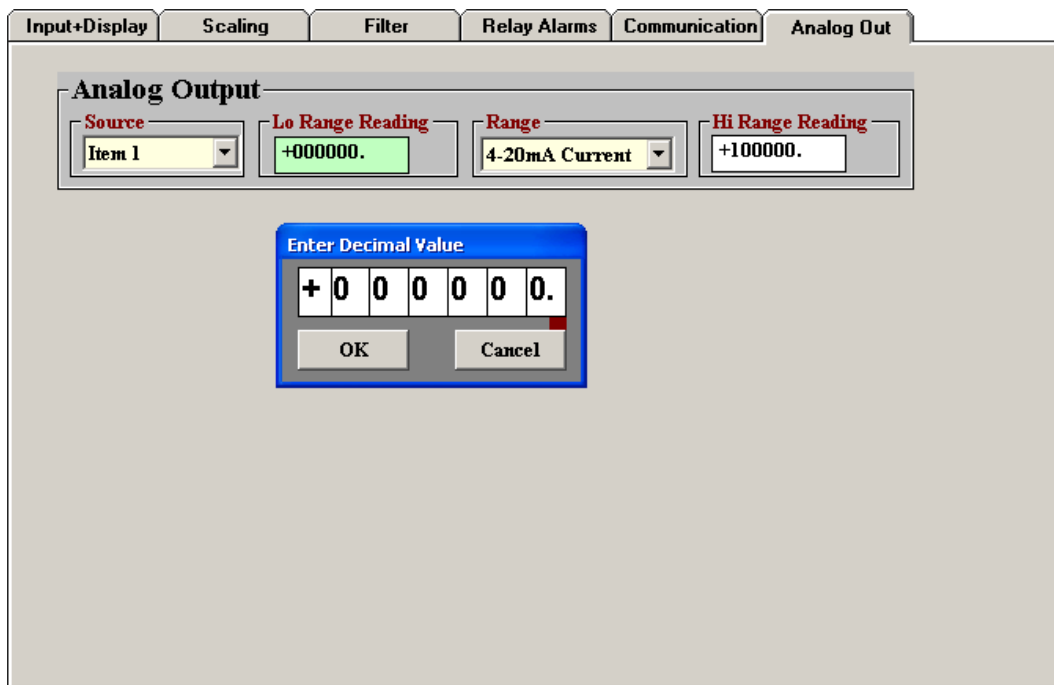 Input+Display Scaling Filter Relay Alarms Communication Analog Out
Analog Output
Source Lo Range Reading Range Hi Range Reading
Item 1 +000000. 4-20mA Current +100000.
Enter Decimal Value
+ 0 0 0 0 0 0.
OK Cancel